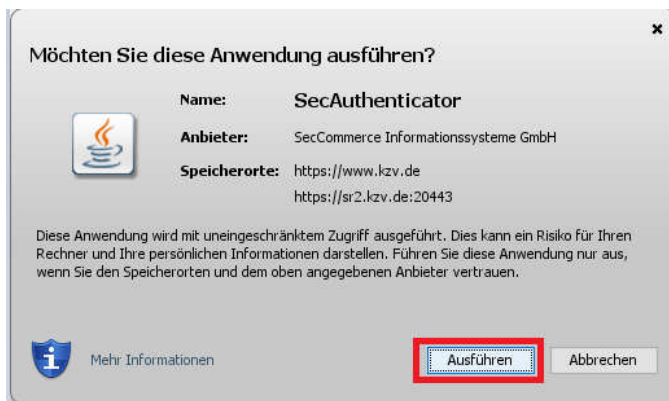 Möchten Sie diese Anwendung ausführen?
Name: SecAuthenticator
Anbieter: SecCommerce Informationssysteme GmbH
Speicherorte: https://www.kzv.de
https://sr2.kzv.de:20443
Diese Anwendung wird mit uneingeschränktem Zugriff ausgeführt. Dies kann ein Risiko für Ihren
Rechner und Ihre persönlichen Informationen darstellen. Führen Sie diese Anwendung nur aus,
wenn Sie den Speicherorten und dem oben angegebenen Anbieter vertrauen.
Mehr Informationen Ausführen Abbrechen